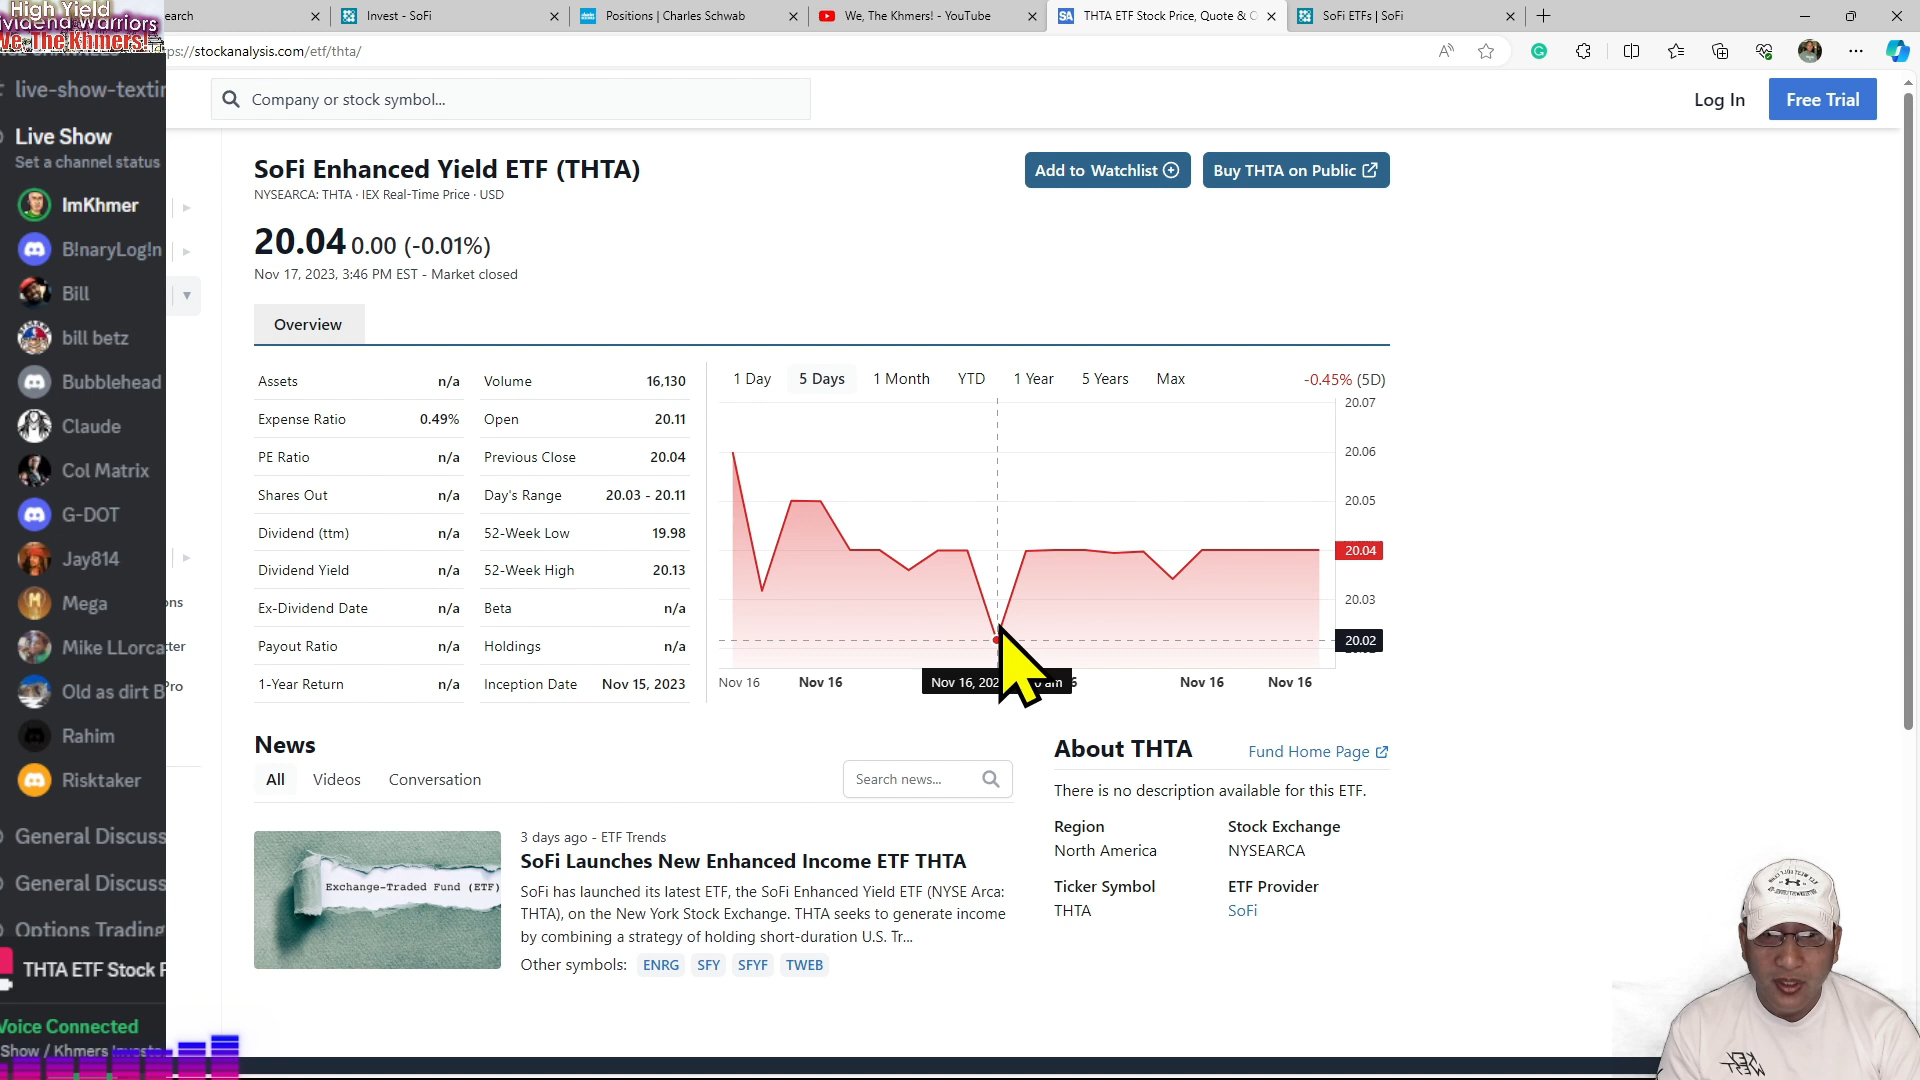 High Yield
Dividend Warriors
We, The Khmers!
earch
Invest - SoFi
Positions | Charles Schwab
We, The Khmers! - YouTube
THTA ETF Stock Price, Quote & O
SoFi ETFs | SoFi
ps://stockanalysis.com/etf/thta/
live-show-textin
Live Show
Set a channel status
ImKhmer
B!naryLog!n
Bill
bill betz
Bubblehead
Claude
Col Matrix
G-DOT
Jay814
Mega
Mike LLorca
Old as dirt B
Rahim
Risktaker
General Discuss
General Discuss
Options Trading
THTA ETF Stock P
Voice Connected
Show / Khmers Investo
ons
ter
Pro
Company or stock symbol...
Log In
Free Trial
SoFi Enhanced Yield ETF (THTA)
NYSEARCA: THTA · IEX Real-Time Price · USD
Add to Watchlist
Buy THTA on Public
20.04 0.00 (-0.01%)
Nov 17, 2023, 3:46 PM EST - Market closed
Overview
Assets n/a
Expense Ratio 0.49%
PE Ratio n/a
Shares Out n/a
Dividend (ttm) n/a
Dividend Yield n/a
Ex-Dividend Date n/a
Payout Ratio n/a
1-Year Return n/a
Volume 16,130
Open 20.11
Previous Close 20.04
Day's Range 20.03 - 20.11
52-Week Low 19.98
52-Week High 20.13
Beta n/a
Holdings n/a
Inception Date Nov 15, 2023
1 Day 5 Days 1 Month YTD 1 Year 5 Years Max -0.45% (5D)
20.07
20.06
20.05
20.04
20.03
20.02
Nov 16 Nov 16 Nov 16, 202 am 6 Nov 16 Nov 16
News
All Videos Conversation
Search news...
Exchange-Traded Fund (ETF)
3 days ago - ETF Trends
SoFi Launches New Enhanced Income ETF THTA
SoFi has launched its latest ETF, the SoFi Enhanced Yield ETF (NYSE Arca:
THTA), on the New York Stock Exchange. THTA seeks to generate income
by combining a strategy of holding short-duration U.S. Tr...
Other symbols: ENRG SFY SFYF TWEB
About THTA
Fund Home Page
There is no description available for this ETF.
Region
North America
Stock Exchange
NYSEARCA
Ticker Symbol
THTA
ETF Provider
SoFi
KEY
WEST